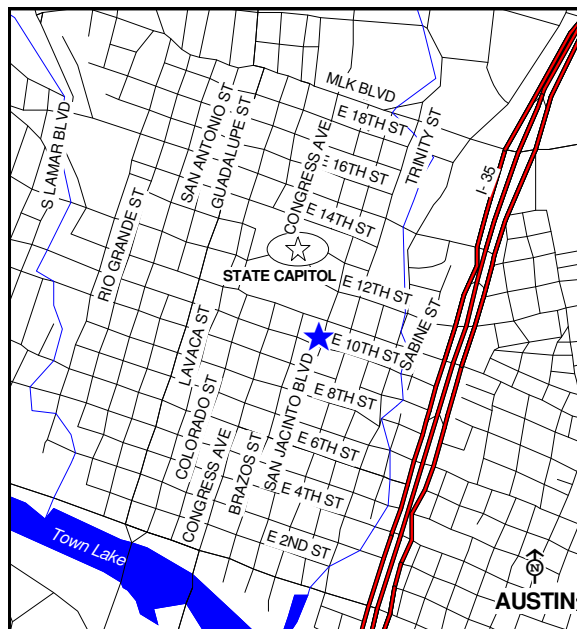 MLK BLVD
E 18TH ST
S LAMAR BLVD
SAN ANTONIO ST
GUADALUPE ST
CONGRESS AVE
TRINITY ST
E 16TH ST
I- 35
RIO GRANDE ST
E 14TH ST
STATE CAPITOL
E 12TH ST
SABINE ST
LAVACA ST
E 10TH ST
COLORADO ST
SAN JACINTO BLVD
E 8TH ST
CONGRESS AVE
BRAZOS ST
E 6TH ST
E 4TH ST
Town Lake
E 2ND ST
N
AUSTIN